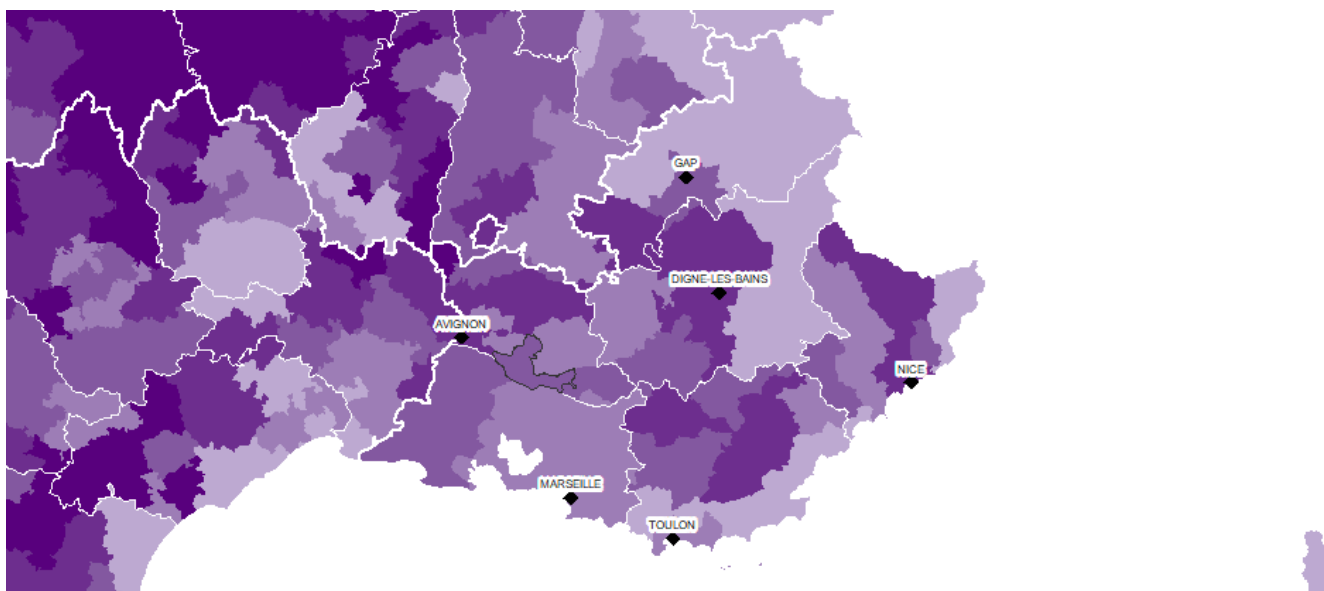 GAP
DIGNE-LES-BAINS
AVIGNON
NICE
MARSEILLE
TOULON